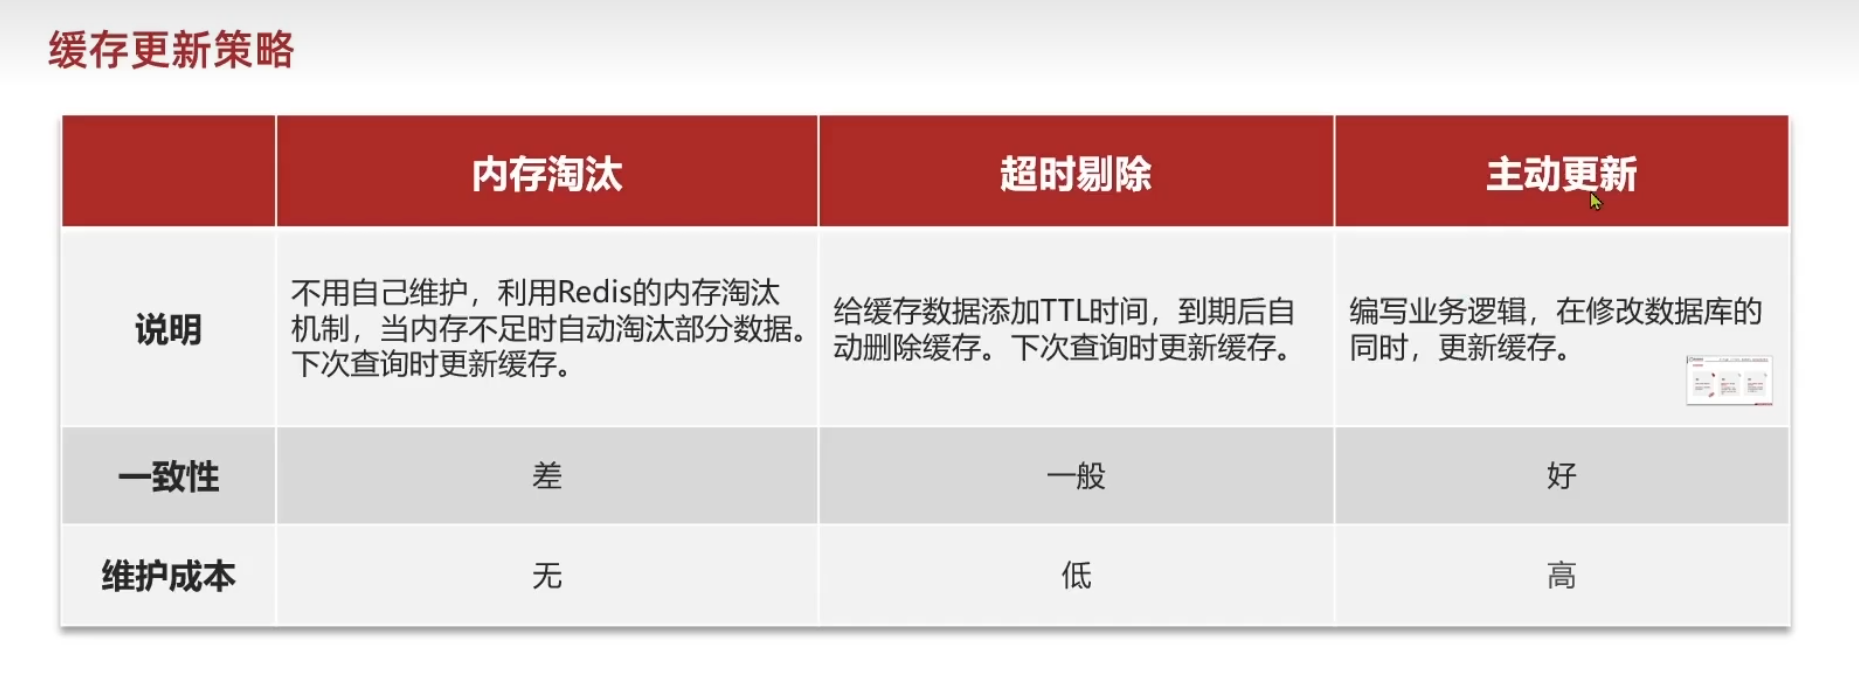 缓存更新策略
内存淘汰
超时剔除
主动更新
说明
不用自己维护，利用Redis的内存淘汰
机制，当内存不足时自动淘汰部分数据。
下次查询时更新缓存。
给缓存数据添加TTL时间，到期后自
动删除缓存。下次查询时更新缓存。
编写业务逻辑，在修改数据库的
同时，更新缓存。
一致性
差
一般
好
维护成本
无
低
高